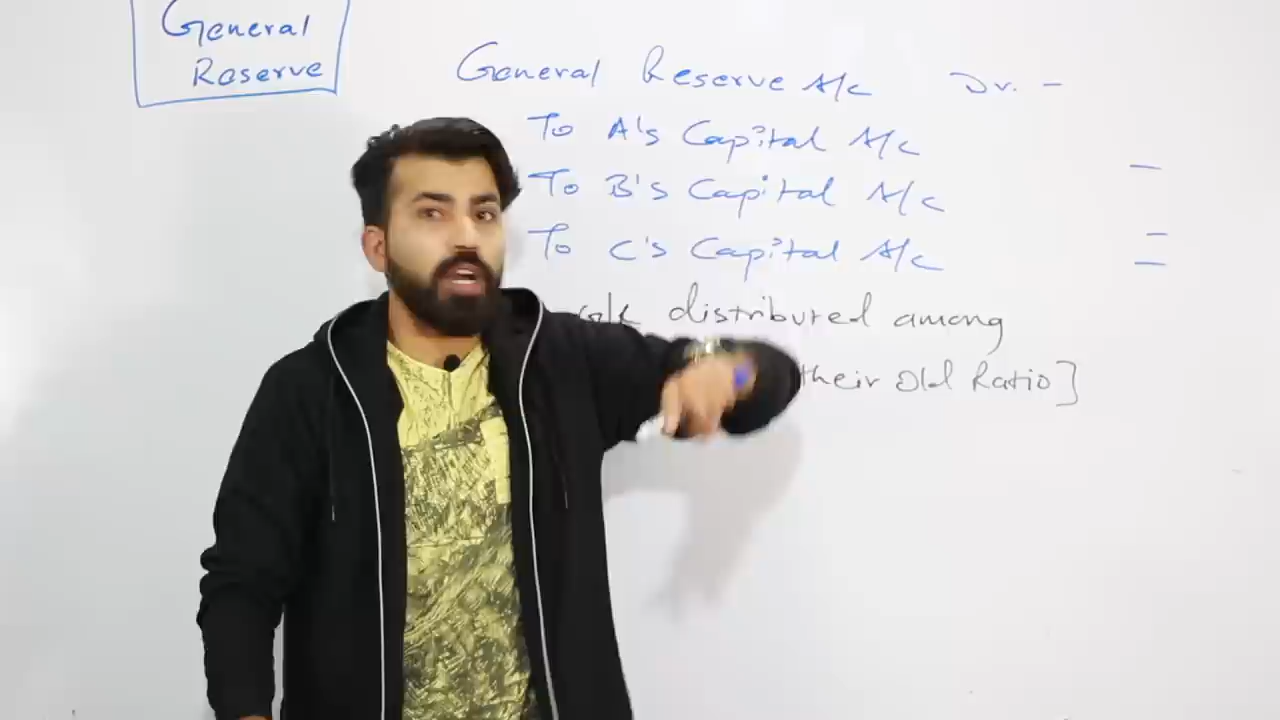 General
Reserve
General Reserve A/c Dr. -
To A's Capital A/c -
To B's Capital A/c -
To C's Capital A/c -
distributed among
their Old Ratio]